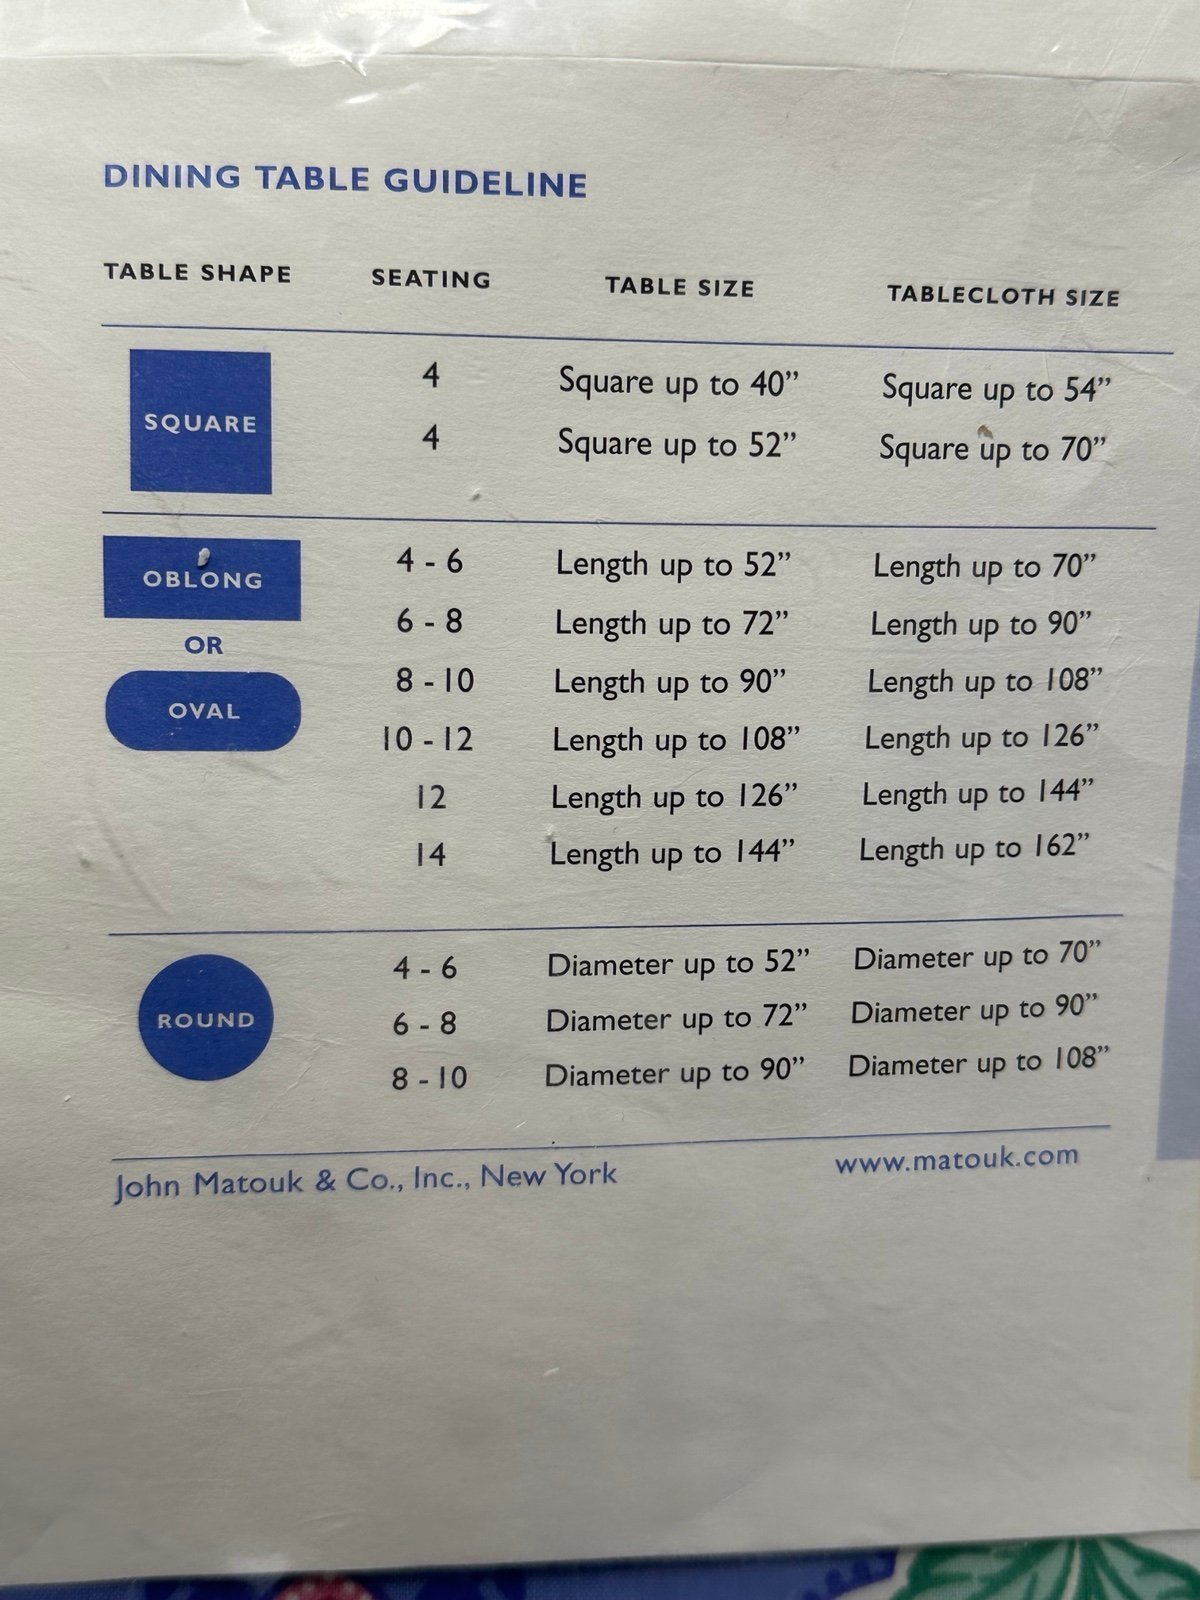 DINING TABLE GUIDELINE
TABLE SHAPE SEATING TABLE SIZE TABLECLOTH SIZE
SQUARE
4 Square up to 40” Square up to 54”
4 Square up to 52” Square up to 70”
OBLONG
OR
OVAL
4 - 6 Length up to 52” Length up to 70”
6 - 8 Length up to 72” Length up to 90”
8 - 10 Length up to 90” Length up to 108”
10 - 12 Length up to 108” Length up to 126”
12 Length up to 126” Length up to 144”
14 Length up to 144” Length up to 162”
ROUND
4 - 6 Diameter up to 52” Diameter up to 70”
6 - 8 Diameter up to 72” Diameter up to 90”
8 - 10 Diameter up to 90” Diameter up to 108”
John Matouk & Co., Inc., New York www.matouk.com